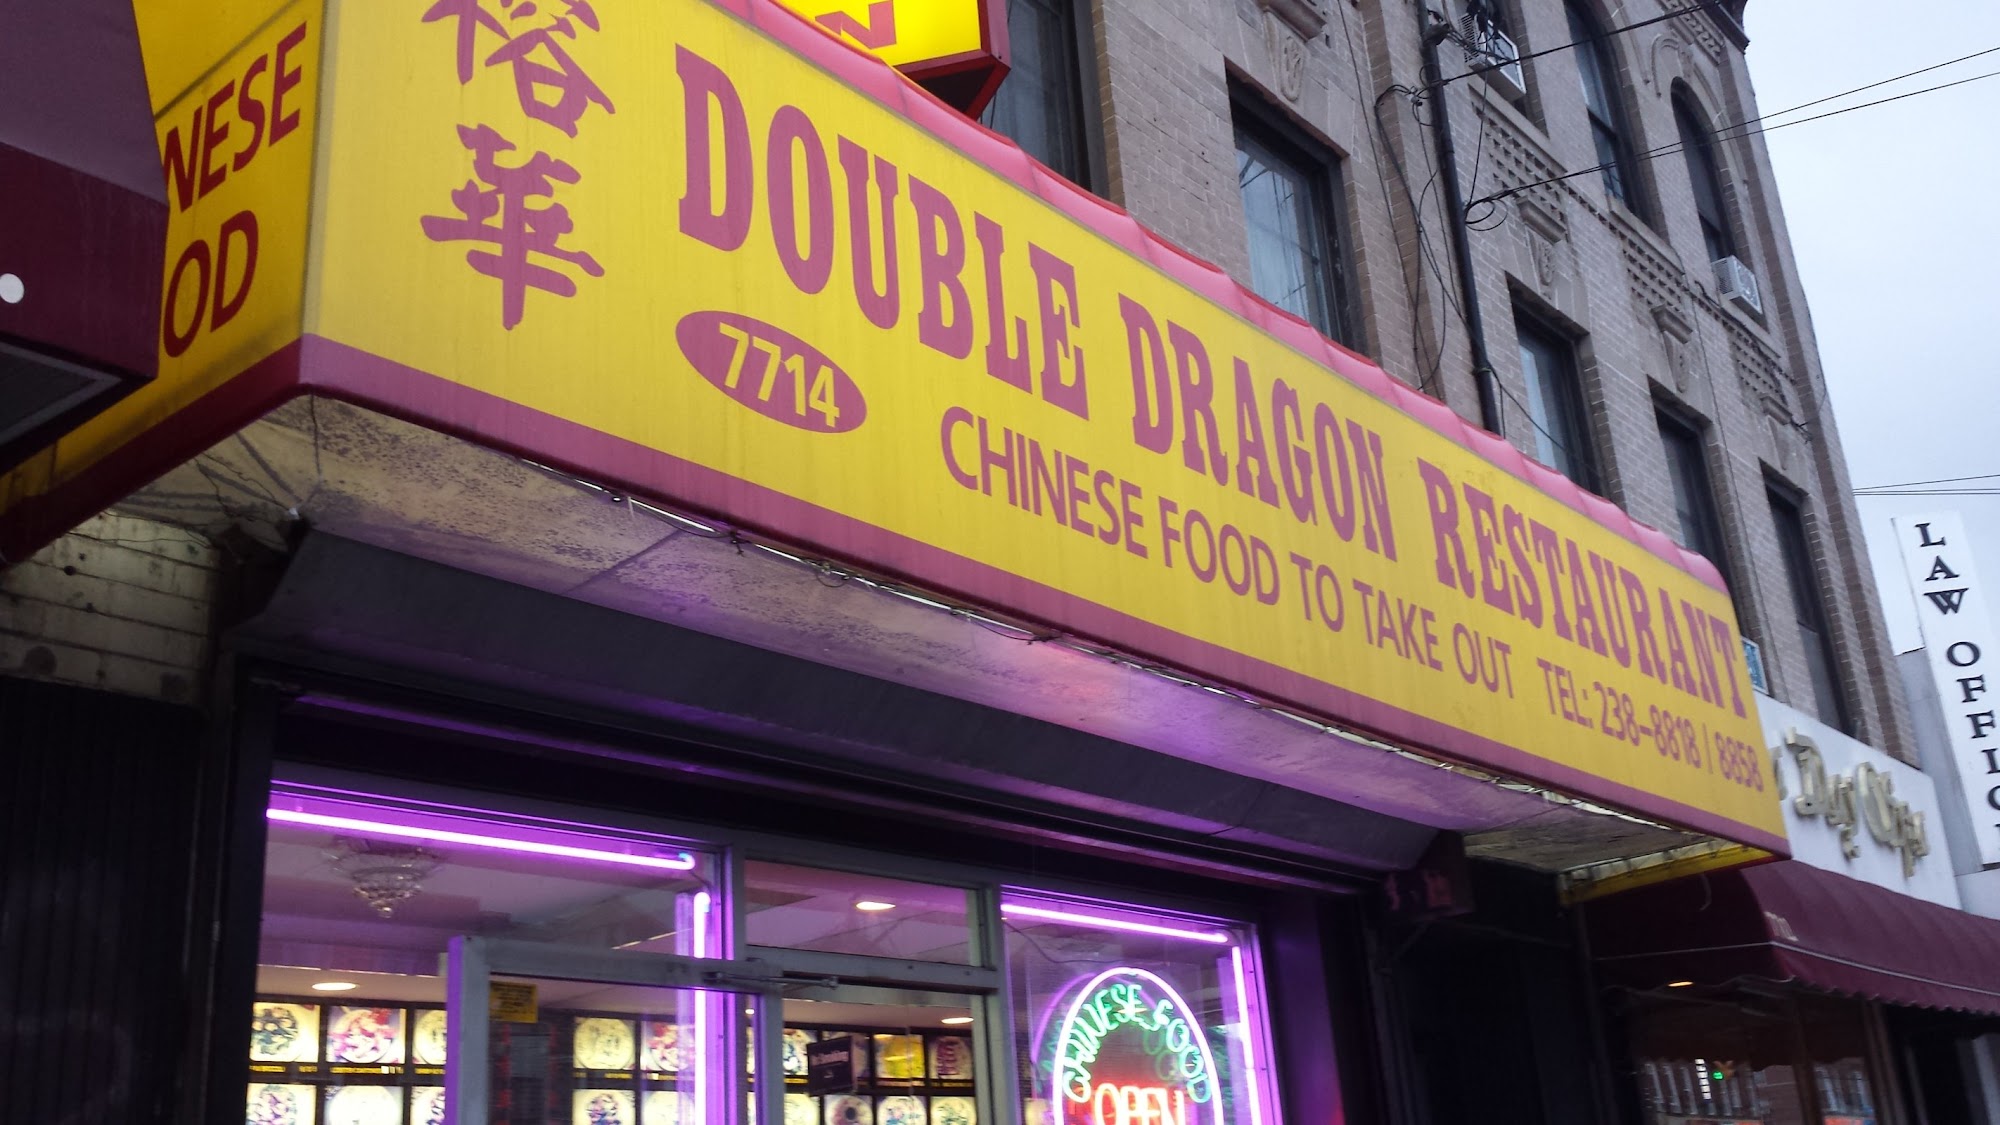 榕華
DOUBLE DRAGON RESTAURANT
7714
CHINESE FOOD TO TAKE OUT TEL: 238-8818 / 8858
NESE
OD
N
CHINESE FOOD
OPEN
LAW OFFIC